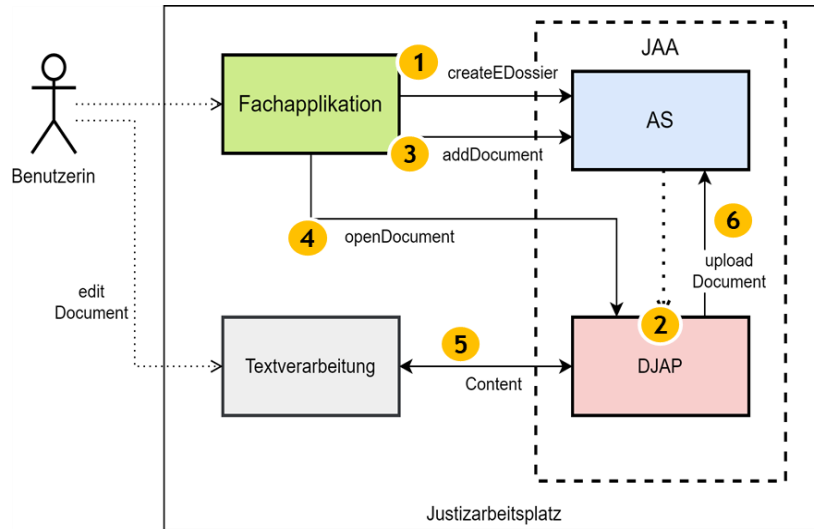 JAA
1
createEDossier
Fachapplikation
AS
3
addDocument
Benutzerin
4
openDocument
6
upload
Document
edit
Document
2
5
Textverarbeitung
DJAP
Content
Justizarbeitsplatz